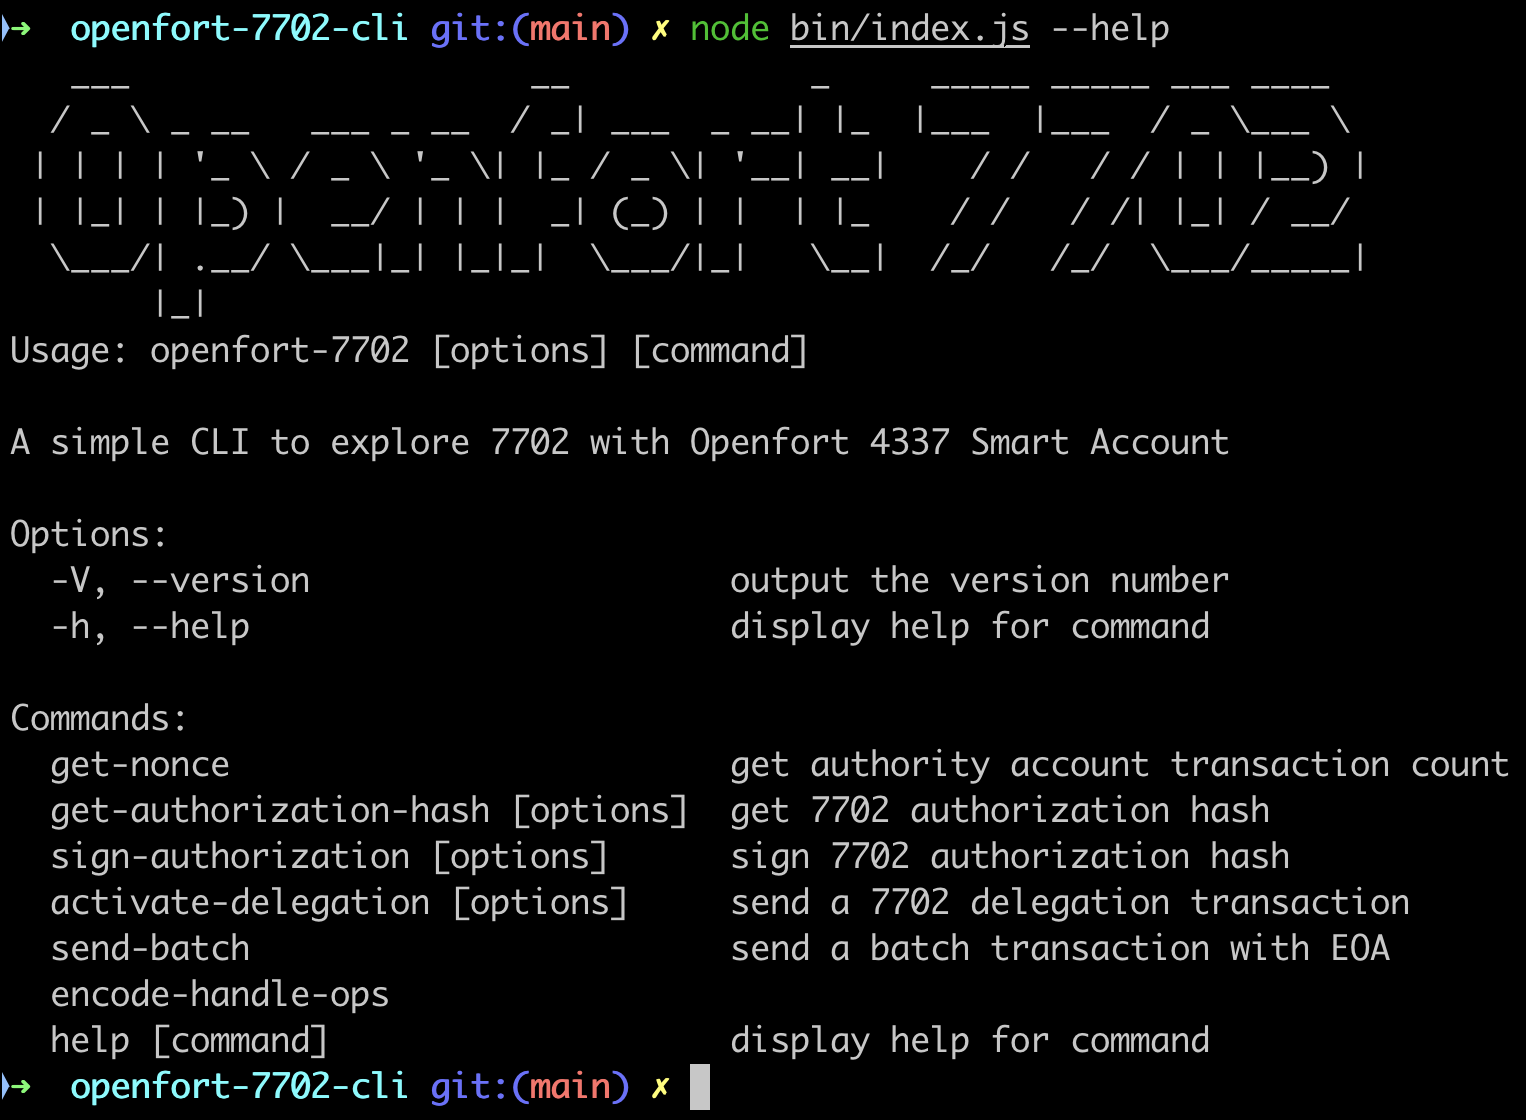 ➜  openfort-7702-cli git:(main) ✗ node bin/index.js --help
Openfort 7702
Usage: openfort-7702 [options] [command]
A simple CLI to explore 7702 with Openfort 4337 Smart Account
Options:
  -V, --version                     output the version number
  -h, --help                        display help for command
Commands:
  get-nonce                         get authority account transaction count
  get-authorization-hash [options]  get 7702 authorization hash
  sign-authorization [options]      sign 7702 authorization hash
  activate-delegation [options]     send a 7702 delegation transaction
  send-batch                        send a batch transaction with EOA
  encode-handle-ops
  help [command]                    display help for command
➜  openfort-7702-cli git:(main) ✗